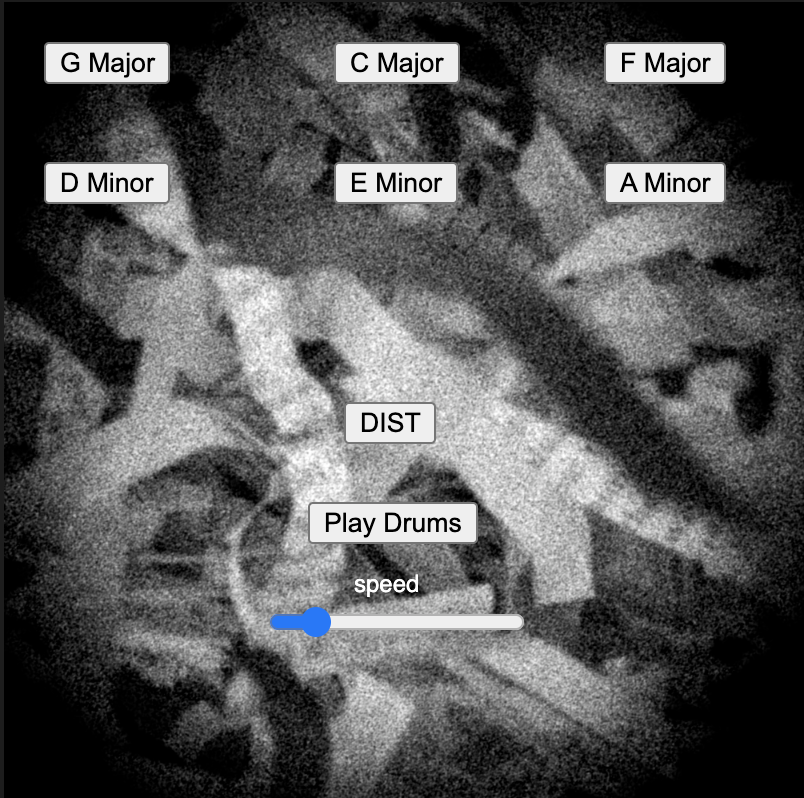 G Major C Major F Major
D Minor E Minor A Minor
DIST
Play Drums
speed